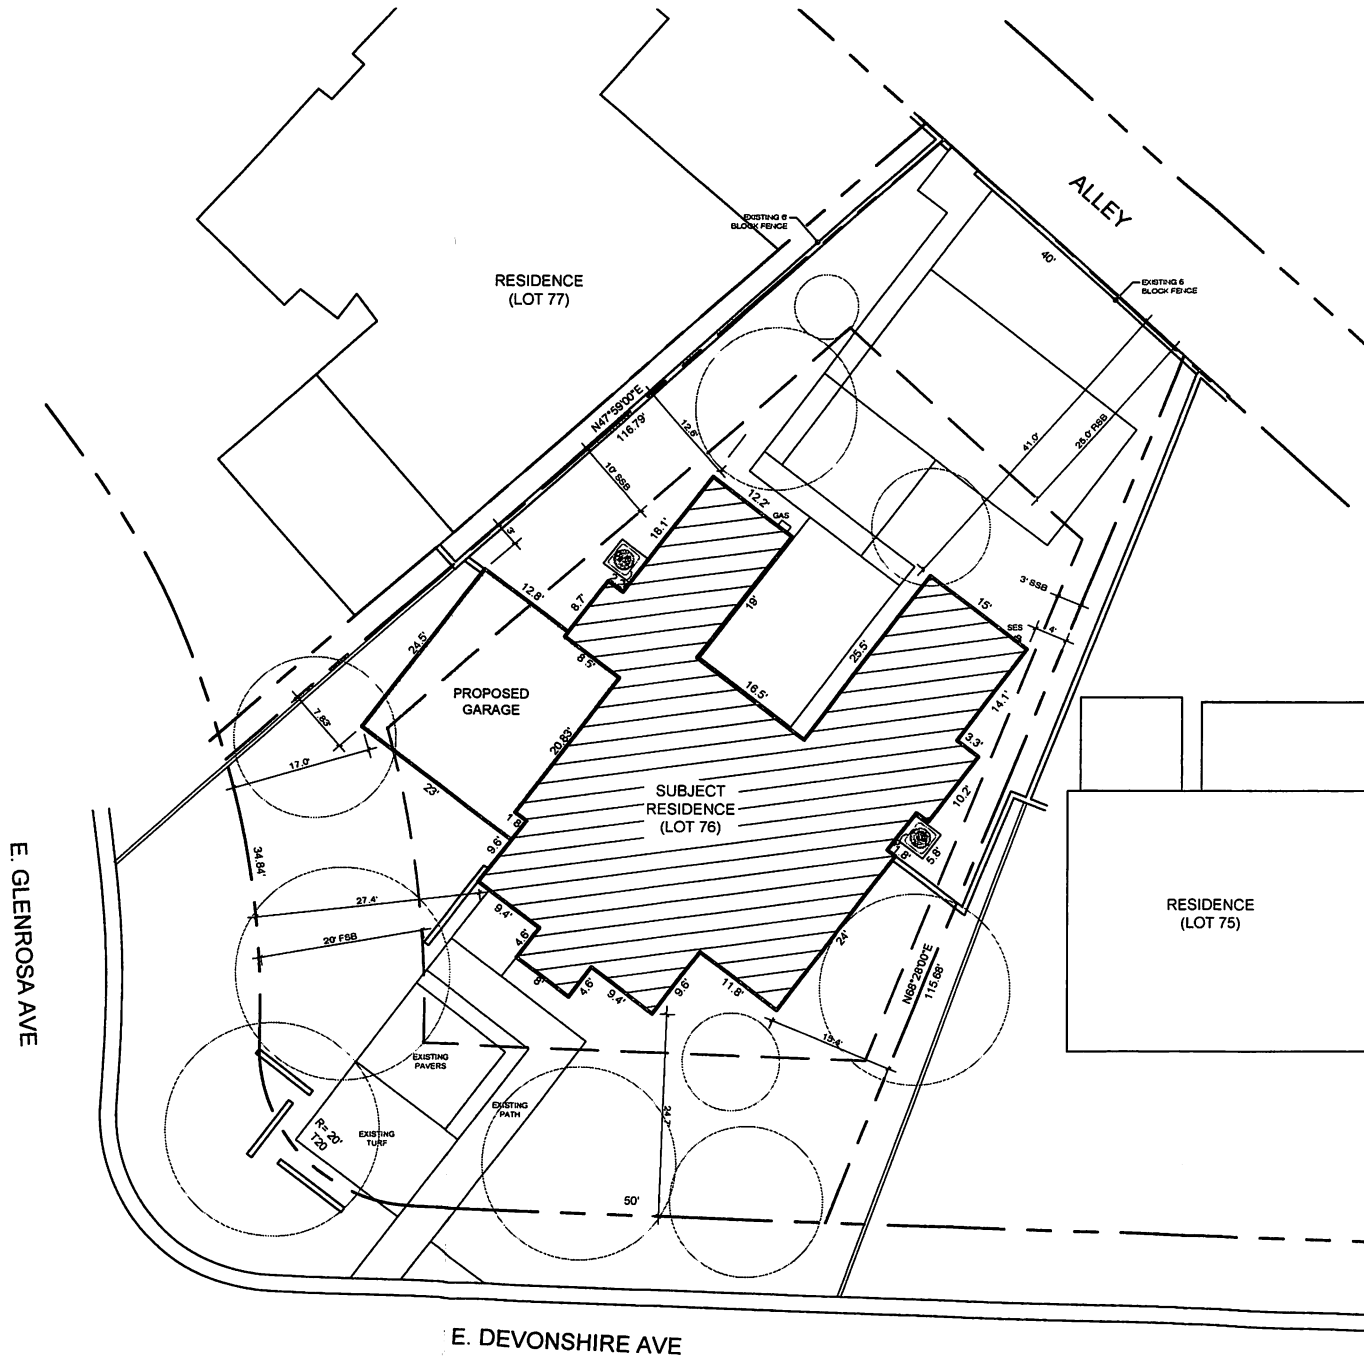 ALLEY
EXISTING 6'
BLOCK FENCE
RESIDENCE
(LOT 77)
40'
EXISTING 6
BLOCK FENCE
N47°59'00"E
116.79'
12.6'
41.0'
25.0' RSB
10' SSB
12.2'
GAS
18.1'
3'
12.8'
8.7'
19'
3' SSB
15'
SES
4'
24.5'
8.5'
25.5'
16.5'
14.1'
PROPOSED
GARAGE
7.83'
20.83'
3.3'
17.0'
23'
SUBJECT
RESIDENCE
(LOT 76)
10.2'
1.8'
9.6'
5.8'
1.8'
34.84'
E. GLENROSA AVE
27.4'
9.4'
RESIDENCE
(LOT 75)
20' FSB
4.6'
24'
N68°28'00"E
115.68'
8'
4.6'
9.4'
9.6'
11.8'
15.4'
EXISTING
PAVERS
EXISTING
PATH
24.7'
R= 20'
T20
EXISTING
TURF
50'
E. DEVONSHIRE AVE